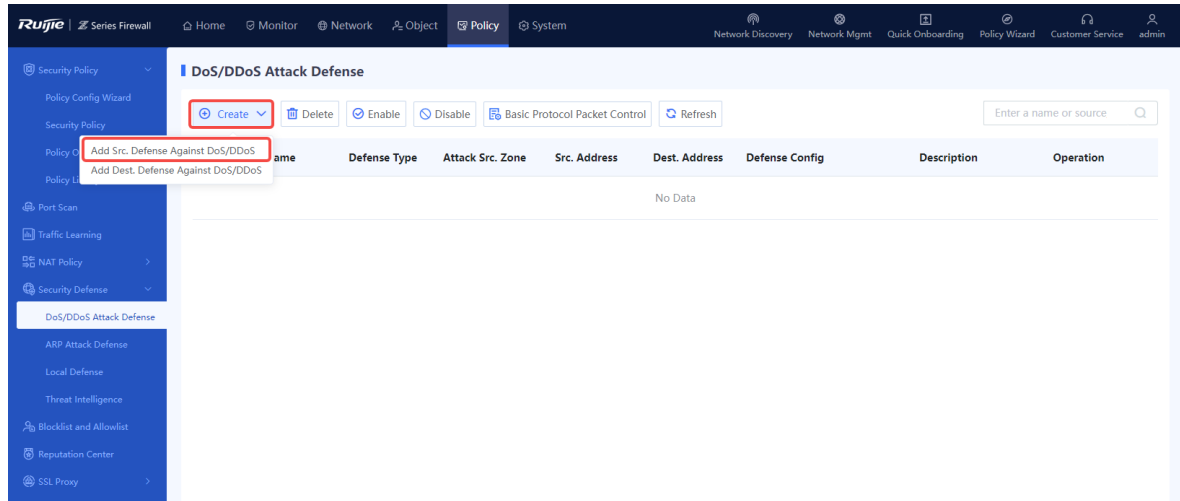 Ruijie | Z Series Firewall Home Monitor Network Object Policy System Network Discovery Network Mgmt Quick Onboarding Policy Wizard Customer Service admin
Security Policy
Policy Config Wizard
Security Policy
Policy O
Policy Li
Port Scan
Traffic Learning
NAT Policy
Security Defense
DoS/DDoS Attack Defense
ARP Attack Defense
Local Defense
Threat Intelligence
Blocklist and Allowlist
Reputation Center
SSL Proxy
DoS/DDoS Attack Defense
Create Delete Enable Disable Basic Protocol Packet Control Refresh Enter a name or source
Add Src. Defense Against DoS/DDoS
Add Dest. Defense Against DoS/DDoS
ame Defense Type Attack Src. Zone Src. Address Dest. Address Defense Config Description Operation
No Data